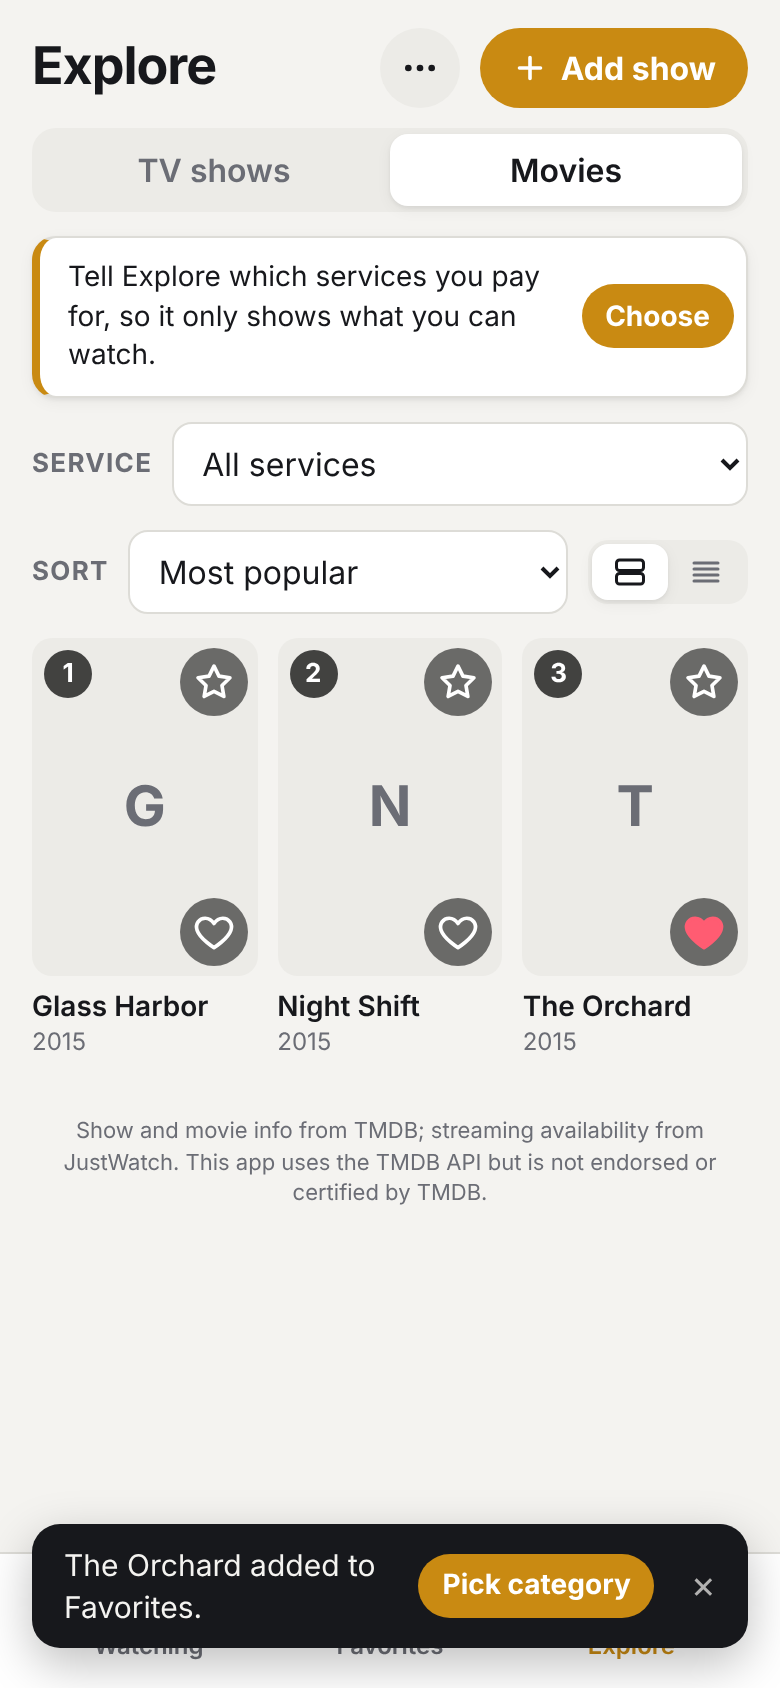 Explore
Add show
TV shows
Movies
Tell Explore which services you pay
for, so it only shows what you can
watch.
Choose
SERVICE
All services
SORT
Most popular
1
2
3
G
N
T
Glass Harbor
Night Shift
The Orchard
2015
2015
2015
Show and movie info from TMDB; streaming availability from
JustWatch. This app uses the TMDB API but is not endorsed or
certified by TMDB.
The Orchard added to
Favorites.
Pick category
Watching
Favorites
Explore